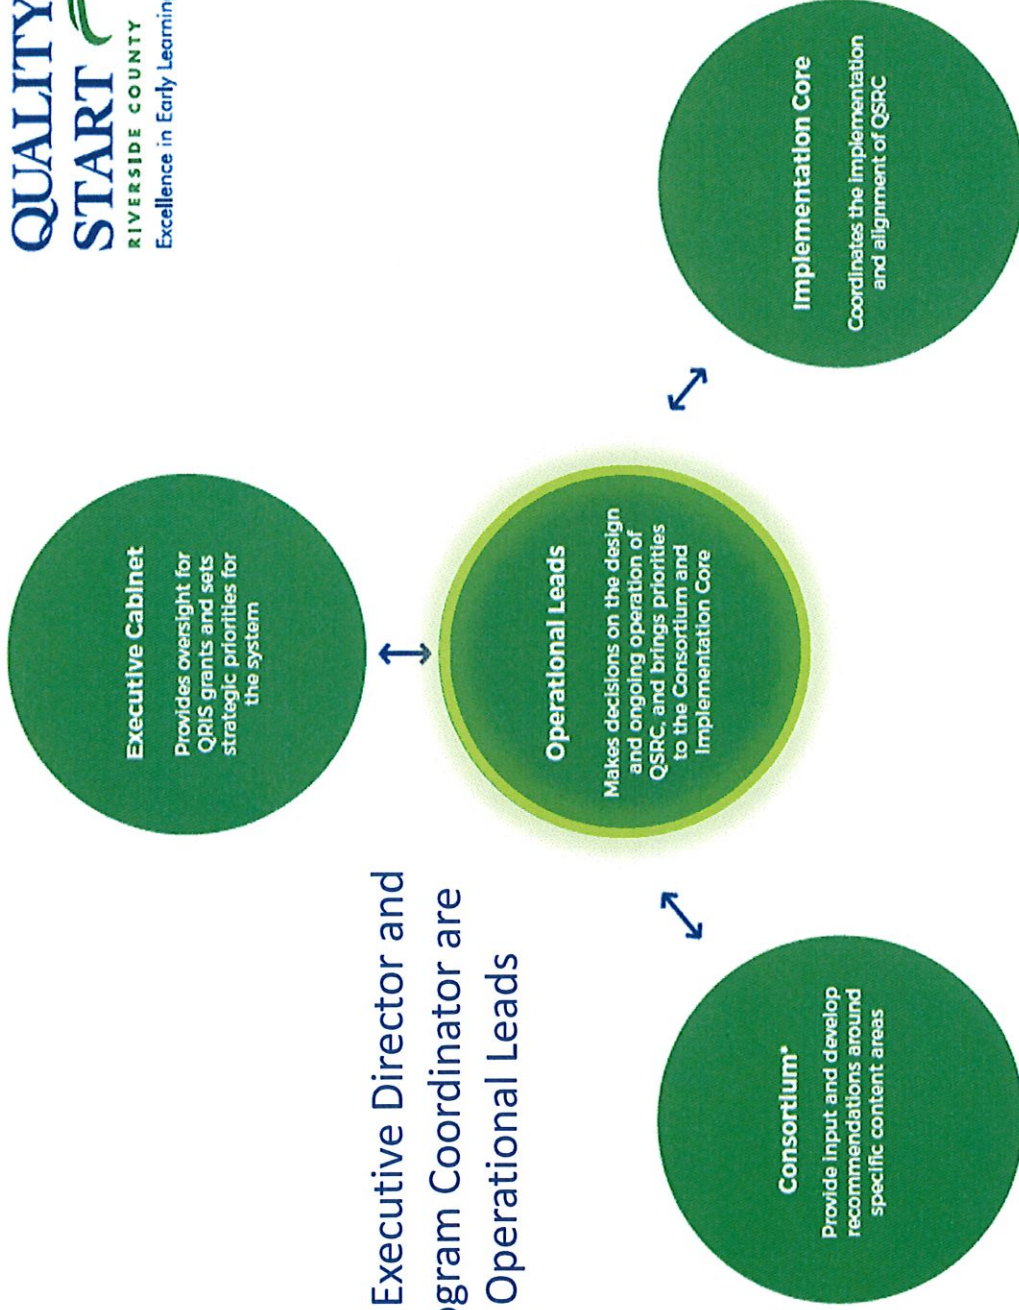 QUALITY
START
RIVERSIDE COUNTY
Excellence in Early Learning
Executive Cabinet
Provides oversight for
QRIS grants and sets
strategic priorities for
the system
Executive Director and
ogram Coordinator are
Operational Leads
Operational Leads
Makes decisions on the design
and ongoing operation of
QSRC, and brings priorities
to the Consortium and
Implementation Core
Consortium*
Provide input and develop
recommendations around
specific content areas
Implementation Core
Coordinates the implementation
and alignment of QSRC